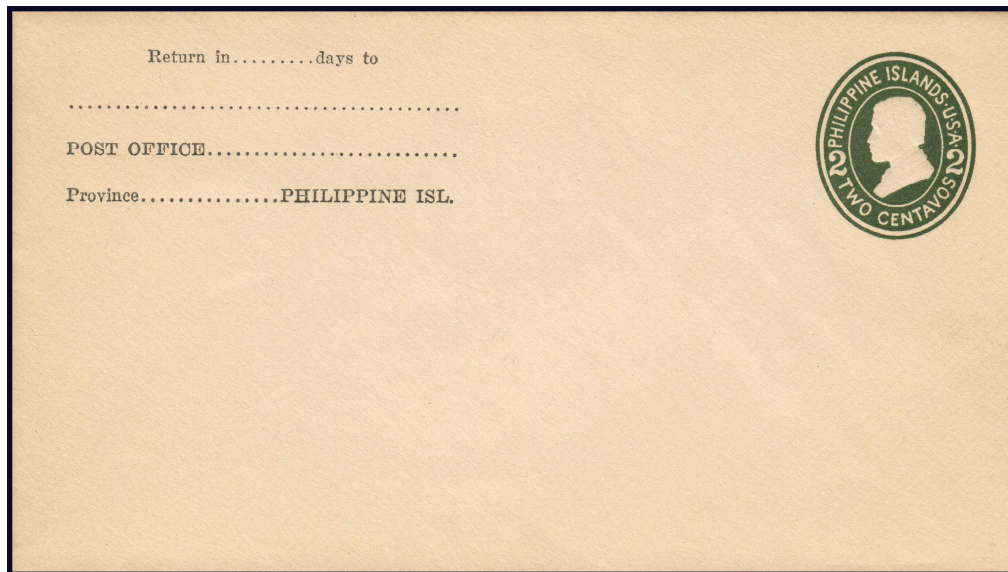 Return in.........days to
..........................................
POST OFFICE...........................
Province...............PHILIPPINE ISL.
PHILIPPINE ISLANDS·U·S·A·
2 2
TWO CENTAVOS